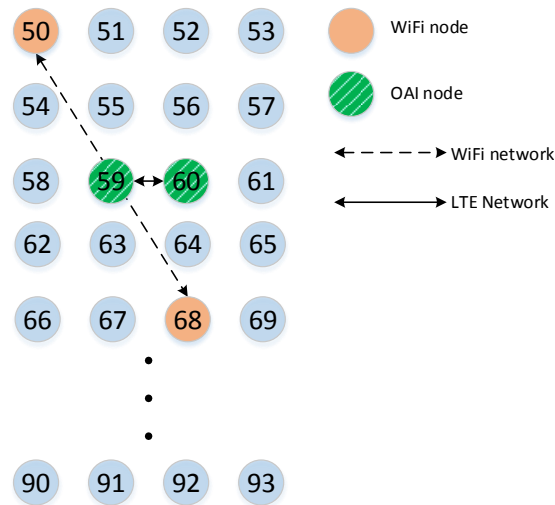 50 51 52 53
WiFi node
54 55 56 57
OAI node
58 59 60 61
WiFi network
LTE Network
62 63 64 65
66 67 68 69
90 91 92 93